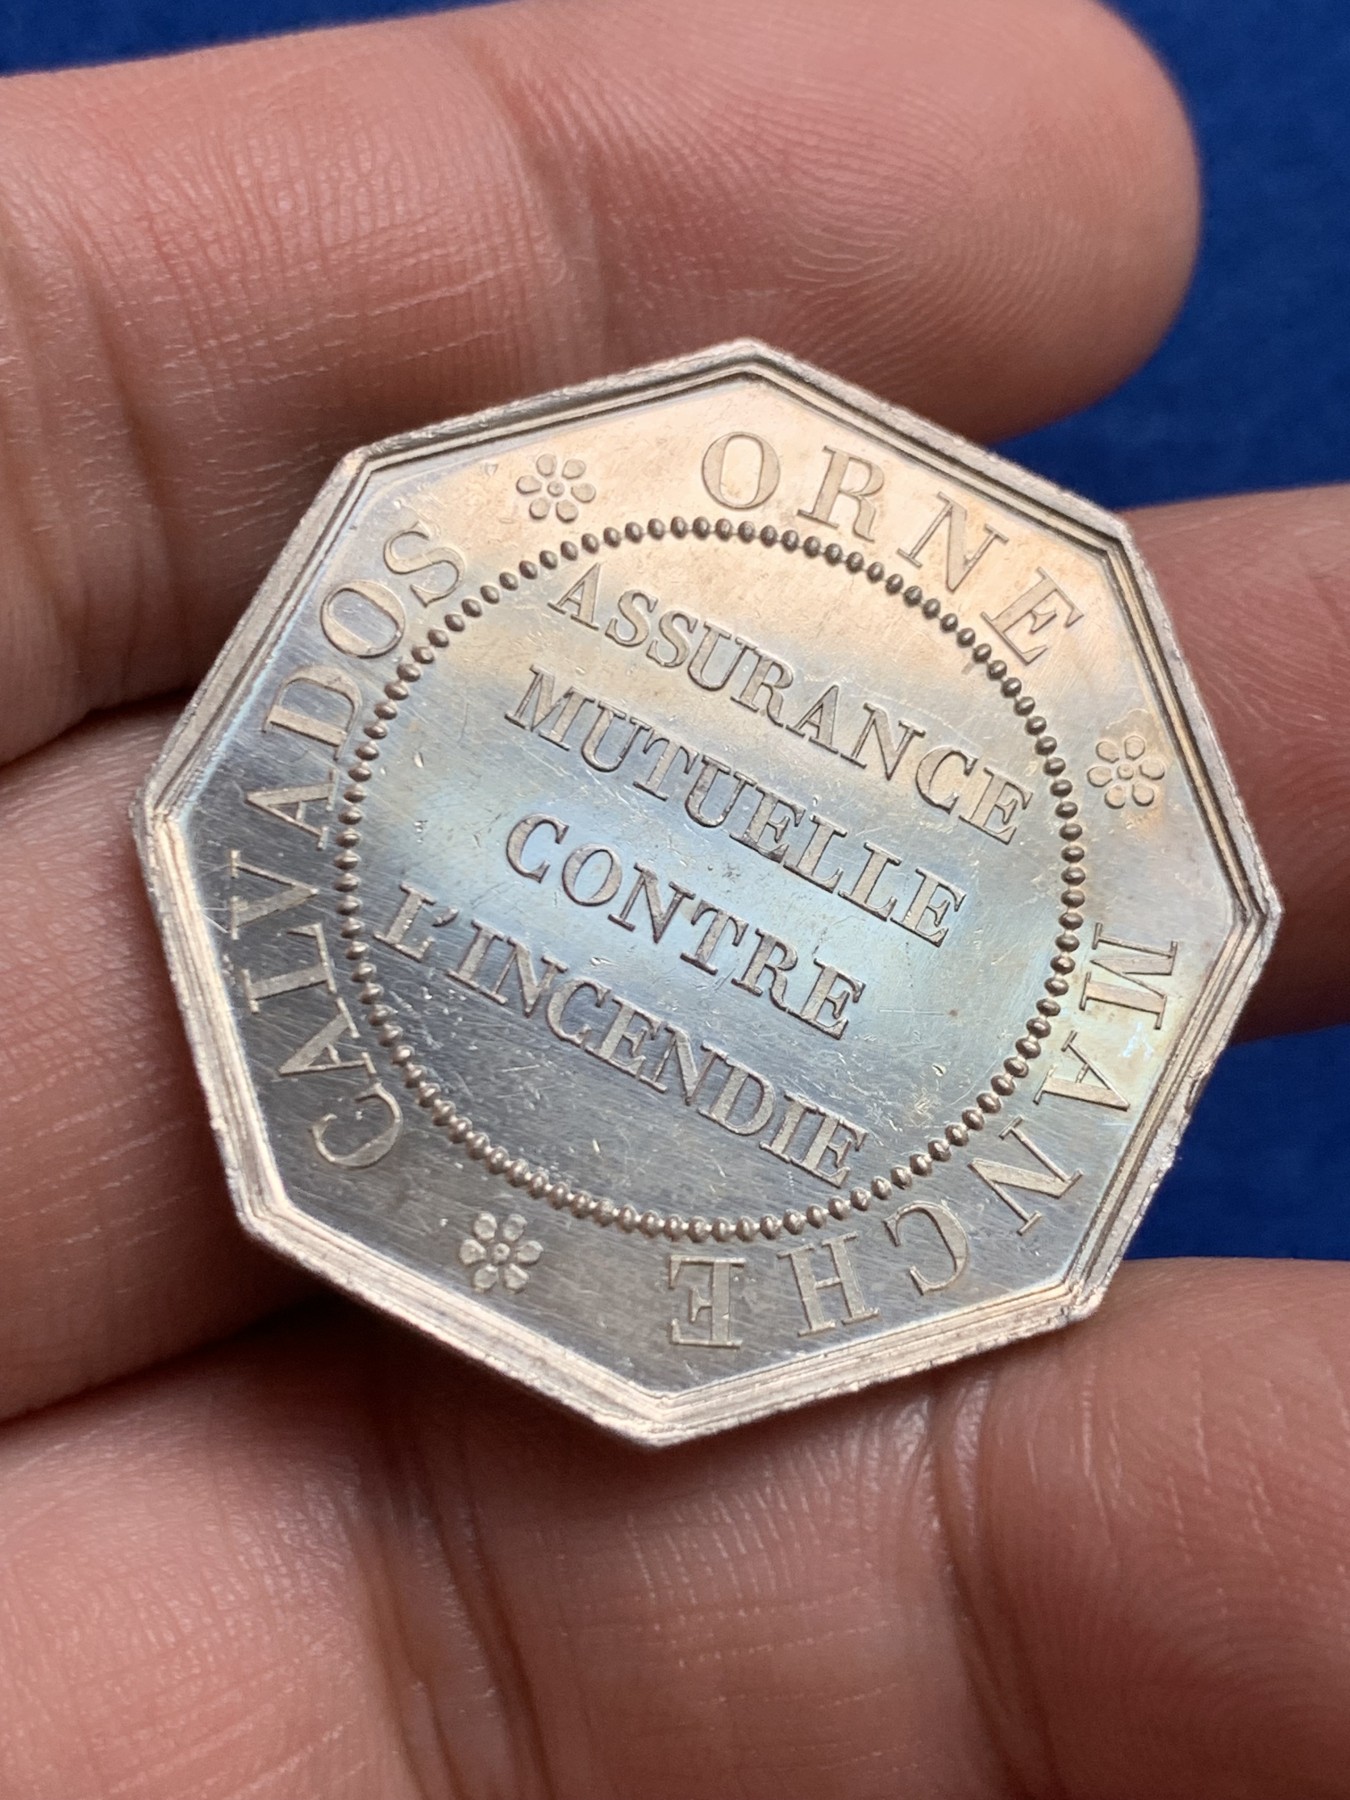 CALVADOS
ORNE
MANCHE
ASSURANCE
MUTUELLE
CONTRE
L'INCENDIE